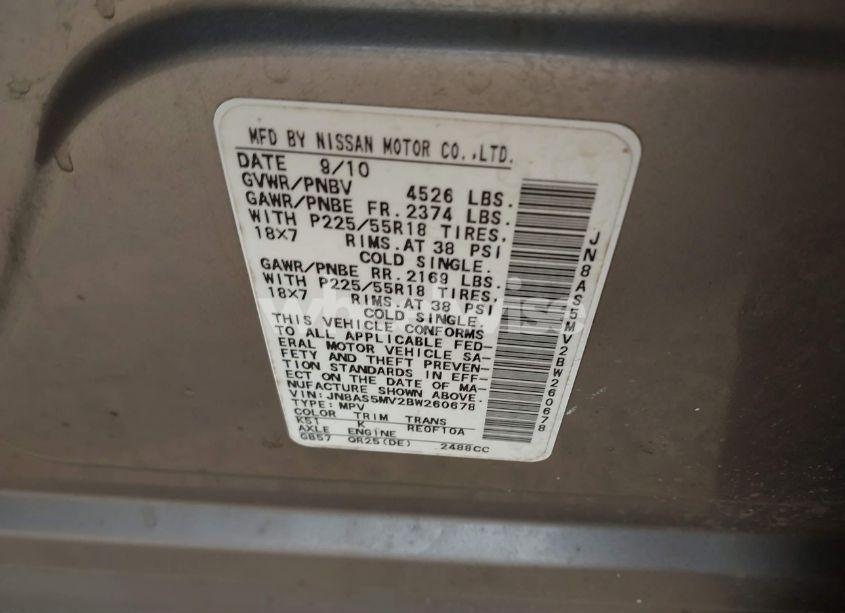 MFD BY NISSAN MOTOR CO.,LTD.
DATE 9/10
GVWR/PNBV 4526 LBS.
GAWR/PNBE FR. 2374 LBS.
WITH P225/55R18 TIRES,
18X7 RIMS.AT 38 PSI
COLD SINGLE.
GAWR/PNBE RR. 2169 LBS.
WITH P225/55R18 TIRES,
18X7 RIMS.AT 38 PSI
COLD SINGLE.
THIS VEHICLE CONFORMS
TO ALL APPLICABLE FED-
ERAL MOTOR VEHICLE SA-
FETY AND THEFT PREVEN-
TION STANDARDS IN EFF-
ECT ON THE DATE OF MA-
NUFACTURE SHOWN ABOVE.
VIN: JN8AS5MV2BW260678
TYPE: MPV
COLOR TRIM TRANS
K51 K RE0F10A
AXLE ENGINE
GB57 QR25(DE) 2488CC
JN8AS5MV2BW260678